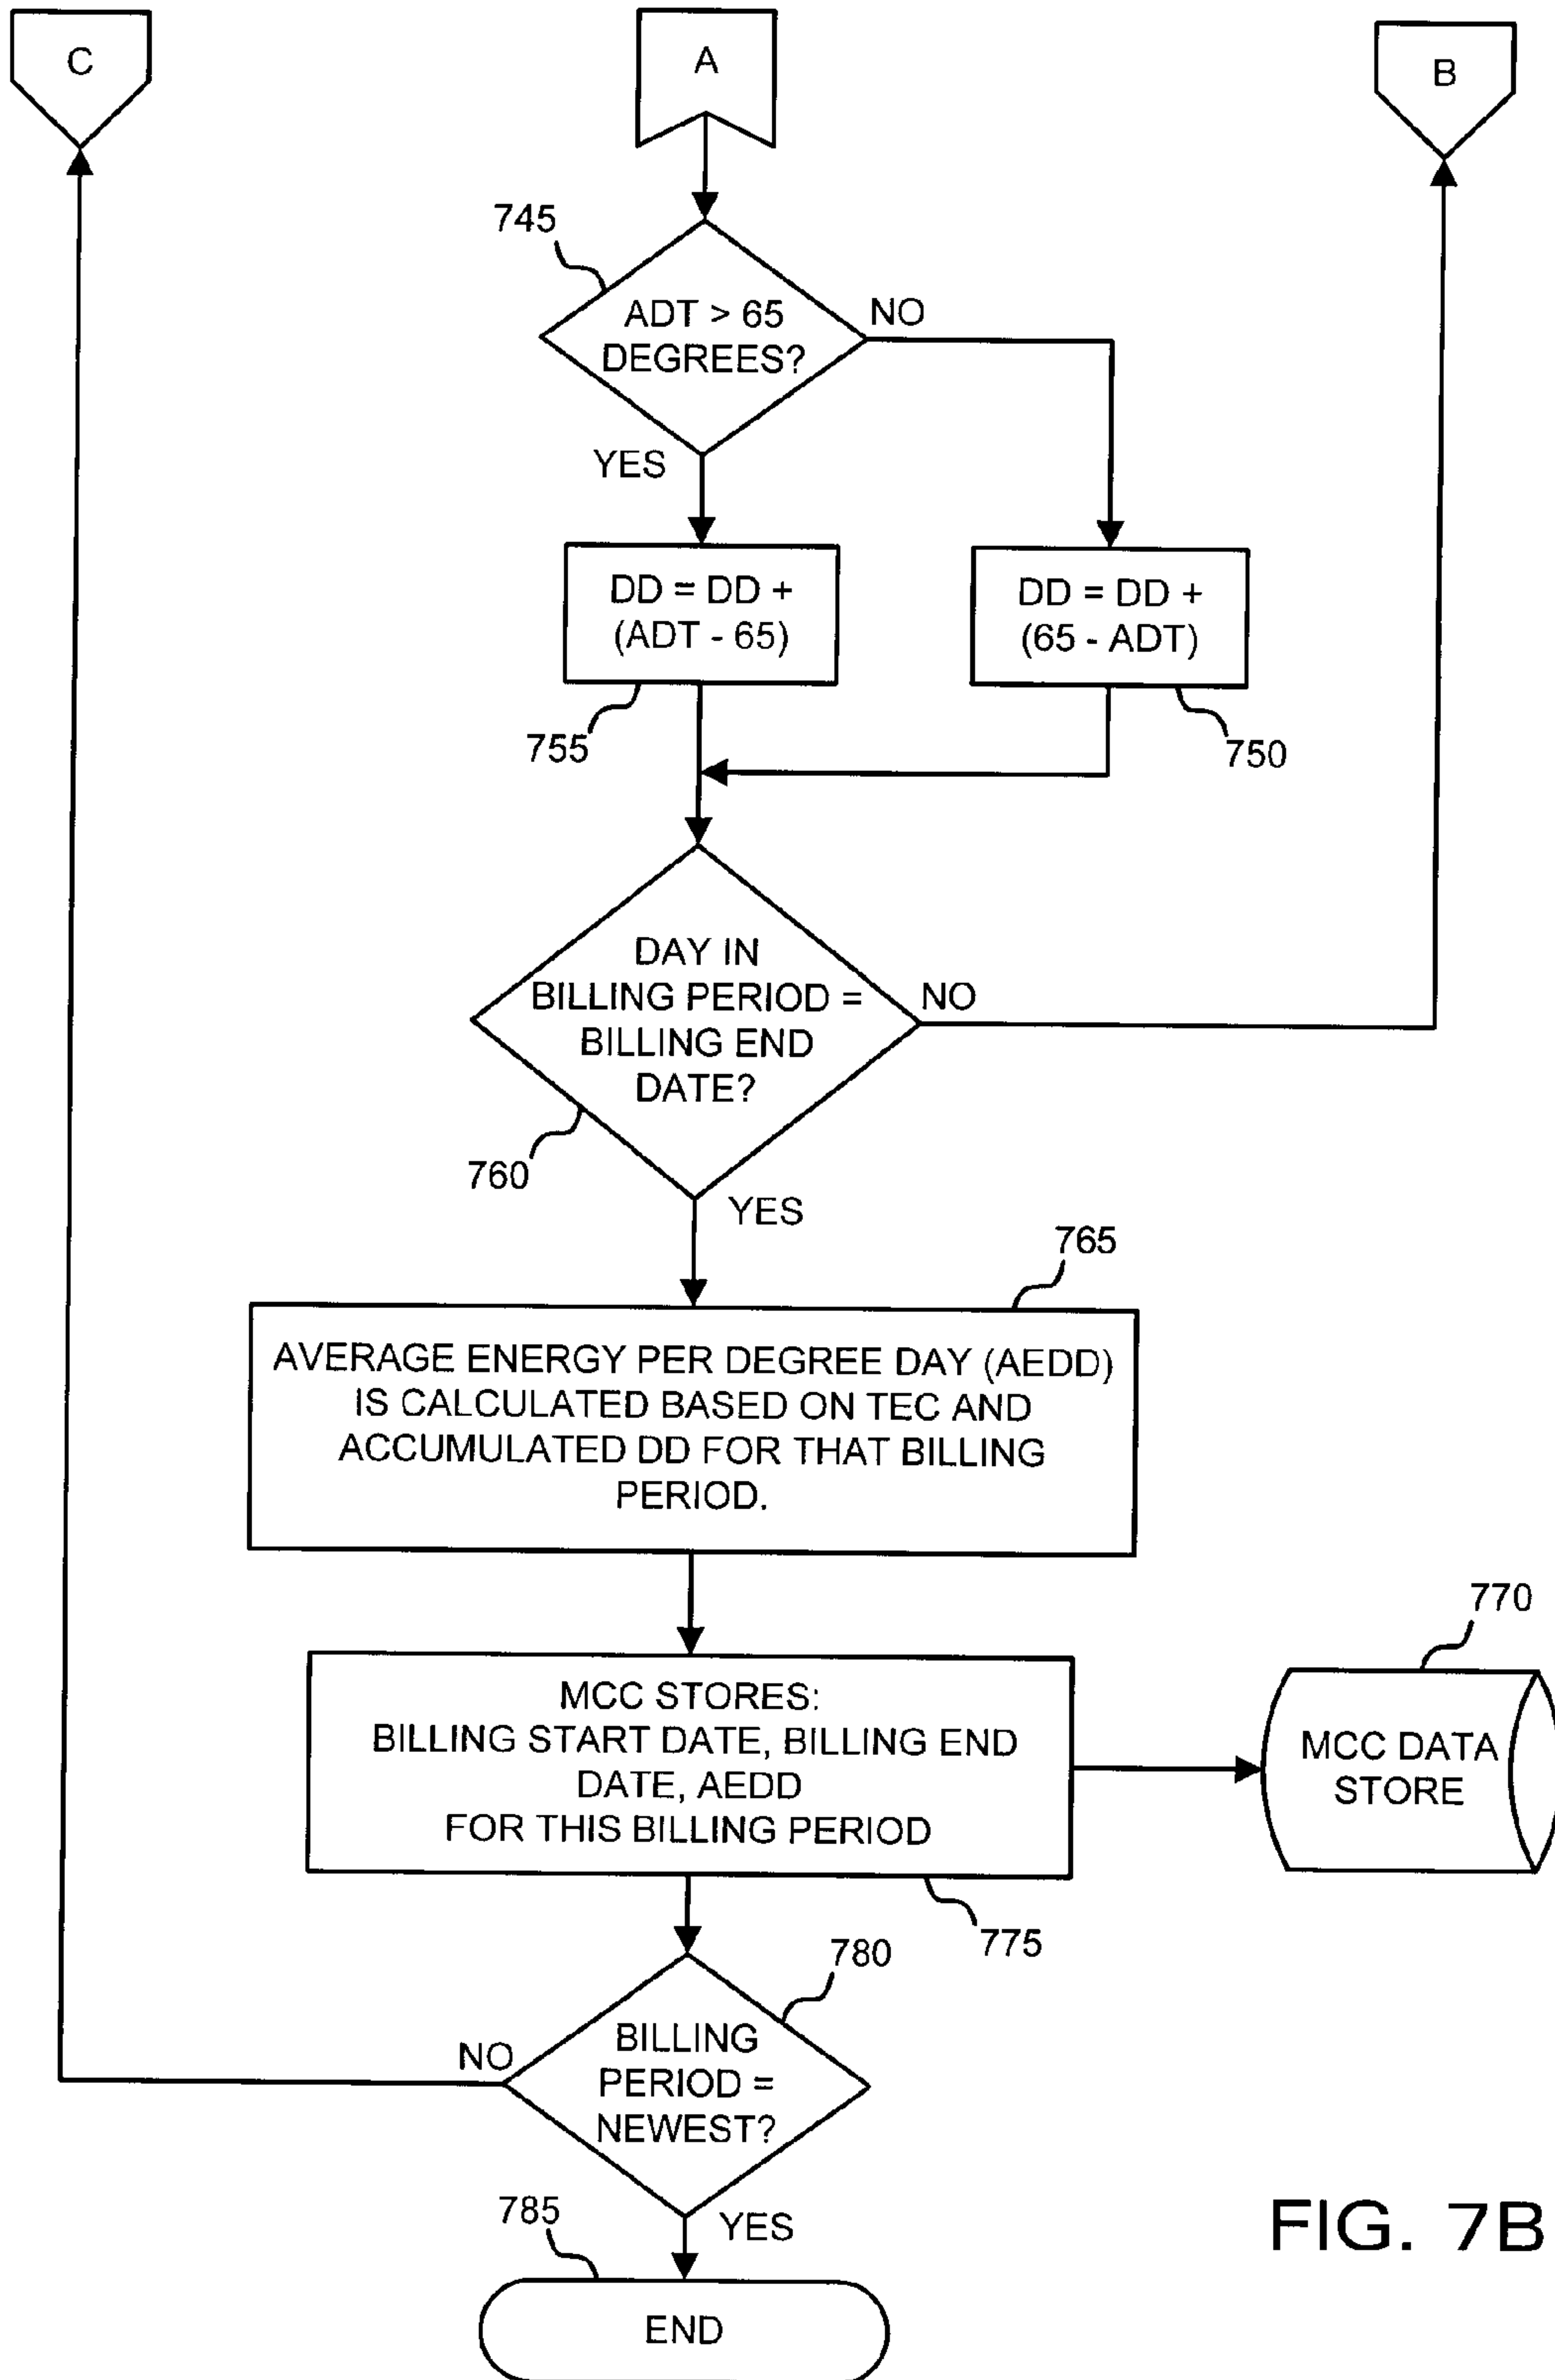 C
A
B
745
ADT > 65
DEGREES?
NO
YES
DD = DD +
(ADT - 65)
DD = DD +
(65 - ADT)
755
750
DAY IN
BILLING PERIOD =
BILLING END
DATE?
NO
760
YES
765
AVERAGE ENERGY PER DEGREE DAY (AEDD)
IS CALCULATED BASED ON TEC AND
ACCUMULATED DD FOR THAT BILLING
PERIOD.
770
MCC STORES:
BILLING START DATE, BILLING END
DATE, AEDD
FOR THIS BILLING PERIOD
MCC DATA
STORE
775
780
BILLING
PERIOD =
NEWEST?
NO
YES
785
END
FIG. 7B